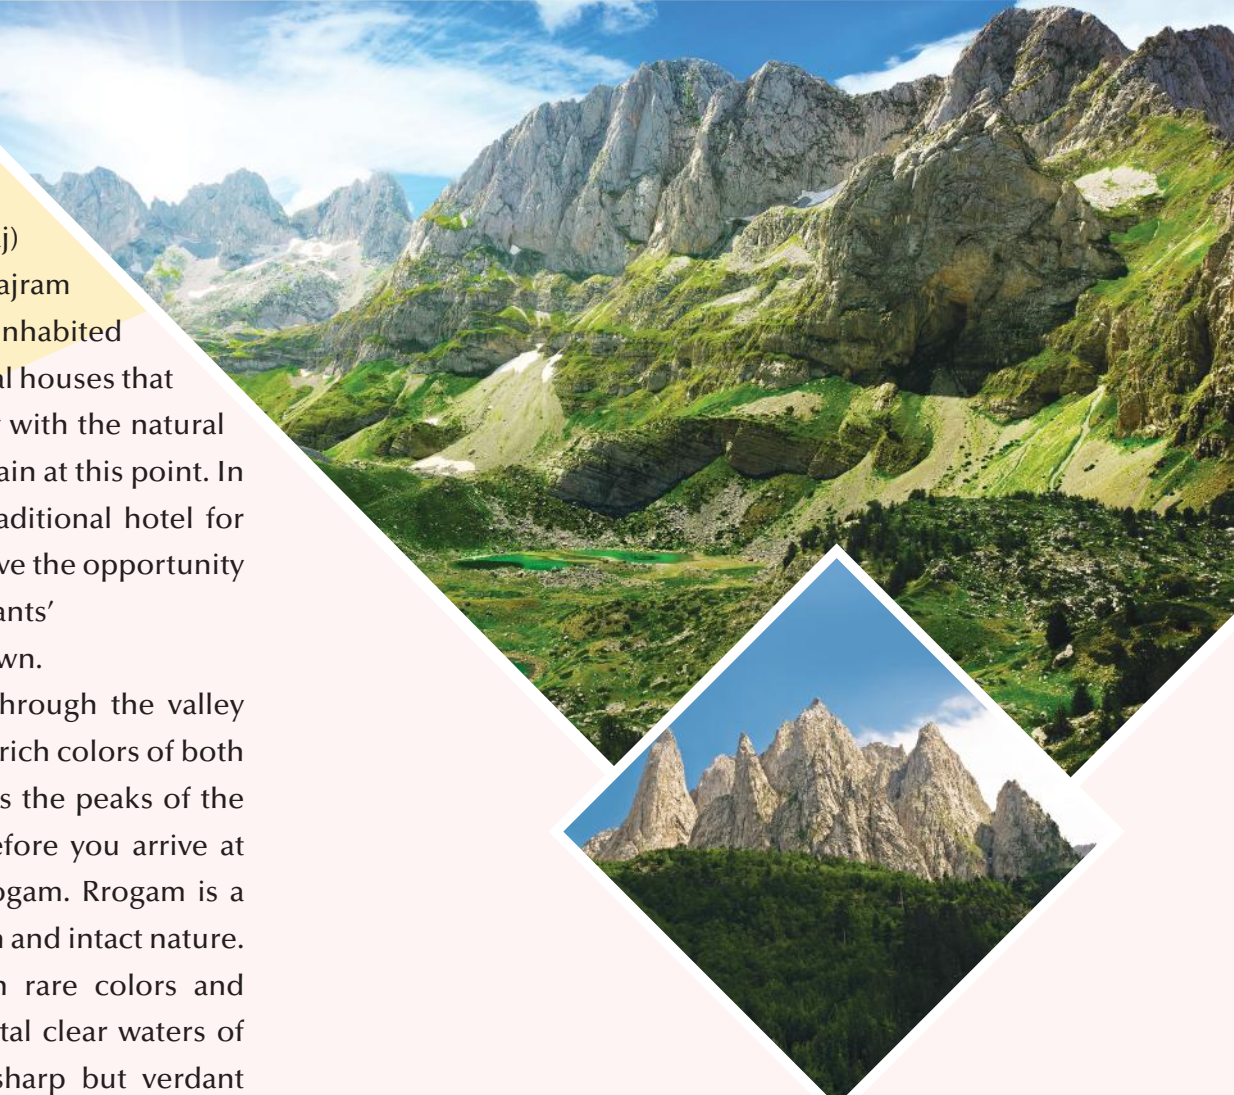 j)
ajram
nhabited
al houses that
with the natural
ain at this point. In
aditional hotel for
ve the opportunity
ants’
wn.
hrough the valley
rich colors of both
s the peaks of the
efore you arrive at
ogam. Rrogam is a
n and intact nature.
n rare colors and
tal clear waters of
sharp but verdant